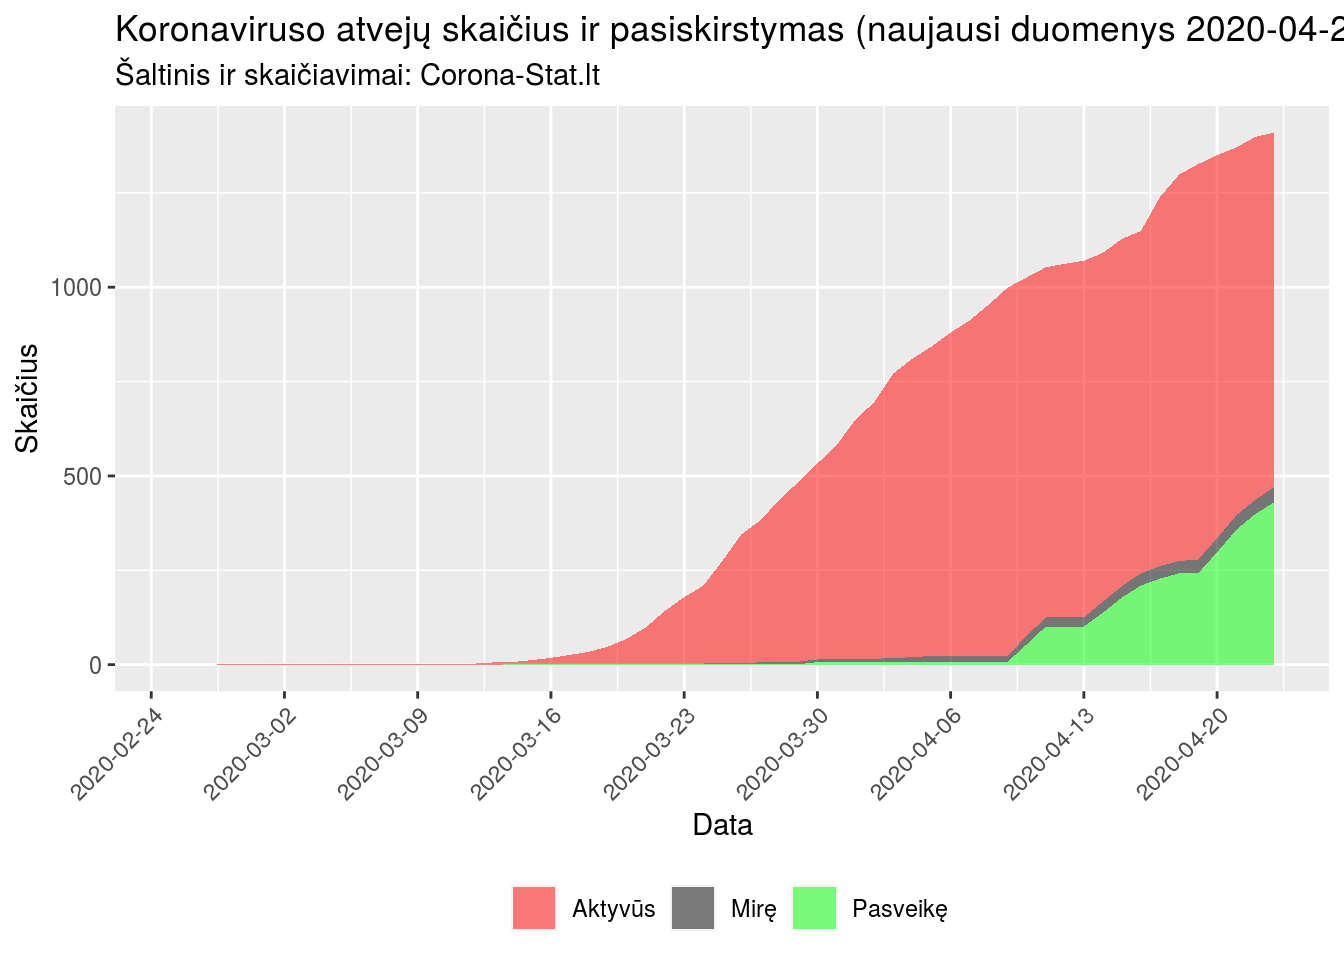 Koronaviruso atvejų skaičius ir pasiskirstymas (naujausi duomenys 2020-04-2
Šaltinis ir skaičiavimai: Corona-Stat.lt
Skaičius
1000
500
0
2020-02-24
2020-03-02
2020-03-09
2020-03-16
2020-03-23
2020-03-30
2020-04-06
2020-04-13
2020-04-20
Data
Aktyvūs
Mirę
Pasveikę